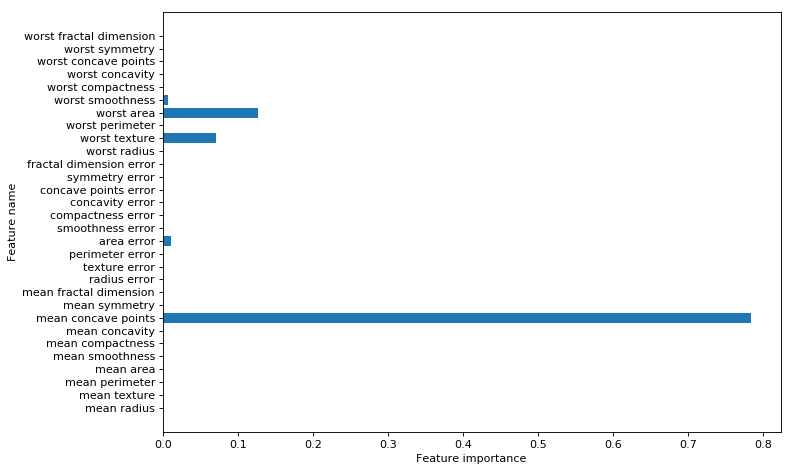 worst fractal dimension
worst symmetry
worst concave points
worst concavity
worst compactness
worst smoothness
worst area
worst perimeter
worst texture
worst radius
fractal dimension error
symmetry error
concave points error
concavity error
compactness error
smoothness error
area error
perimeter error
texture error
radius error
mean fractal dimension
mean symmetry
mean concave points
mean concavity
mean compactness
mean smoothness
mean area
mean perimeter
mean texture
mean radius
Feature name
0.0 0.1 0.2 0.3 0.4 0.5 0.6 0.7 0.8
Feature importance